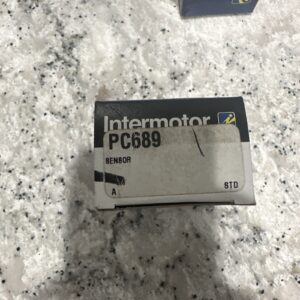 Intermotor
PC689
SENSOR
A STD